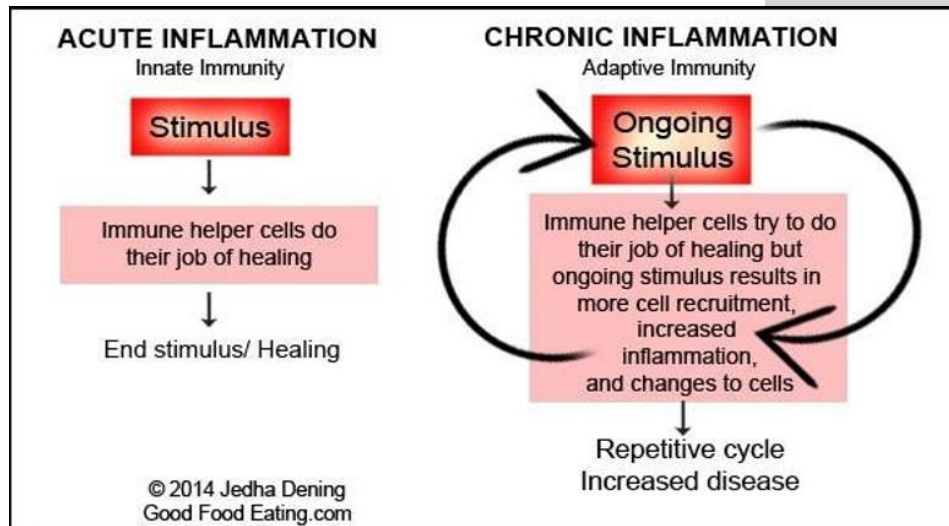 ACUTE INFLAMMATION
Innate Immunity
Stimulus
Immune helper cells do
their job of healing
End stimulus/ Healing
CHRONIC INFLAMMATION
Adaptive Immunity
Ongoing
Stimulus
Immune helper cells try to do
their job of healing but
ongoing stimulus results in
more cell recruitment,
increased
inflammation,
and changes to cells
Repetitive cycle
Increased disease
© 2014 Jedha Dening
Good Food Eating.com